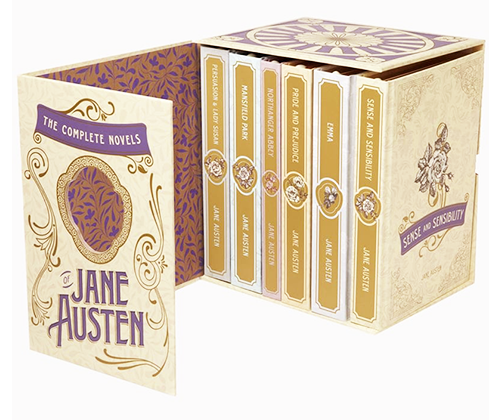 THE COMPLETE NOVELS
OF
JANE
AUSTEN
PERSUASION & LADY SUSAN
JANE AUSTEN
MANSFIELD PARK
JANE AUSTEN
NORTHANGER ABBEY
JANE AUSTEN
PRIDE AND PREJUDICE
JANE AUSTEN
EMMA
JANE AUSTEN
SENSE AND SENSIBILITY
JANE AUSTEN
SENSE AND SENSIBILITY
JANE AUSTEN